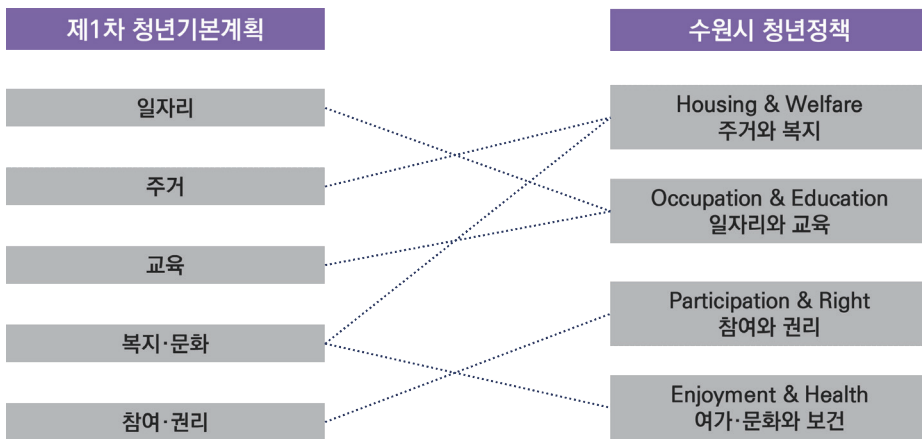 제1차 청년기본계획
일자리
주거
교육
복지·문화
참여·권리
수원시 청년정책
Housing & Welfare
주거와 복지
Occupation & Education
일자리와 교육
Participation & Right
참여와 권리
Enjoyment & Health
여가·문화와 보건